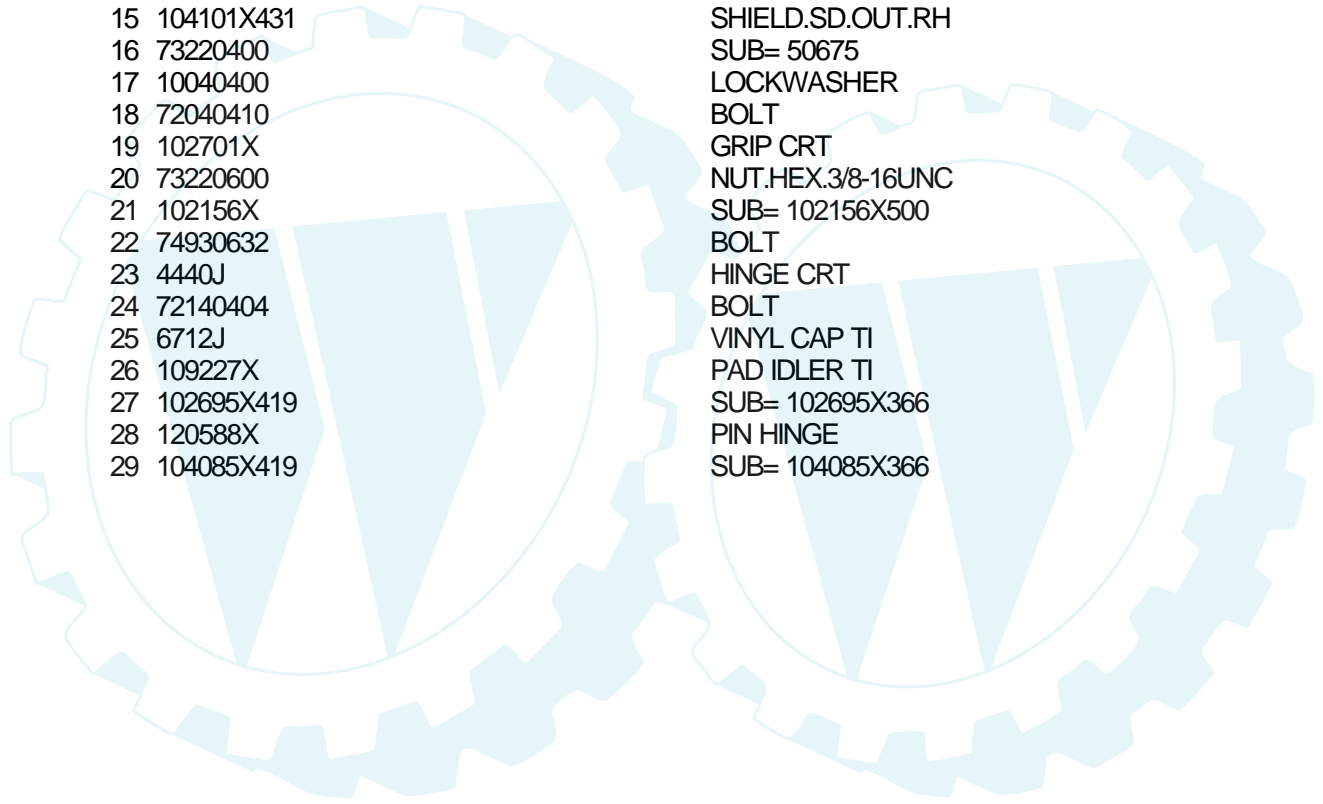 15 104101X431 SHIELD.SD.OUT.RH
16 73220400 SUB= 50675
17 10040400 LOCKWASHER
18 72040410 BOLT
19 102701X GRIP CRT
20 73220600 NUT.HEX.3/8-16UNC
21 102156X SUB= 102156X500
22 74930632 BOLT
23 4440J HINGE CRT
24 72140404 BOLT
25 6712J VINYL CAP TI
26 109227X PAD IDLER TI
27 102695X419 SUB= 102695X366
28 120588X PIN HINGE
29 104085X419 SUB= 104085X366